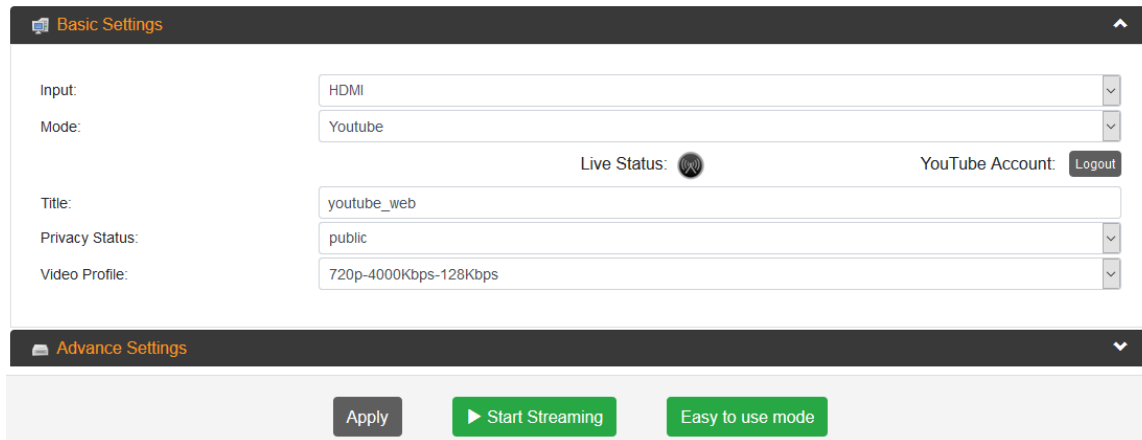 Basic Settings
Input: HDMI
Mode: Youtube
Live Status: YouTube Account: Logout
Title: youtube_web
Privacy Status: public
Video Profile: 720p-4000Kbps-128Kbps
Advance Settings
Apply Start Streaming Easy to use mode